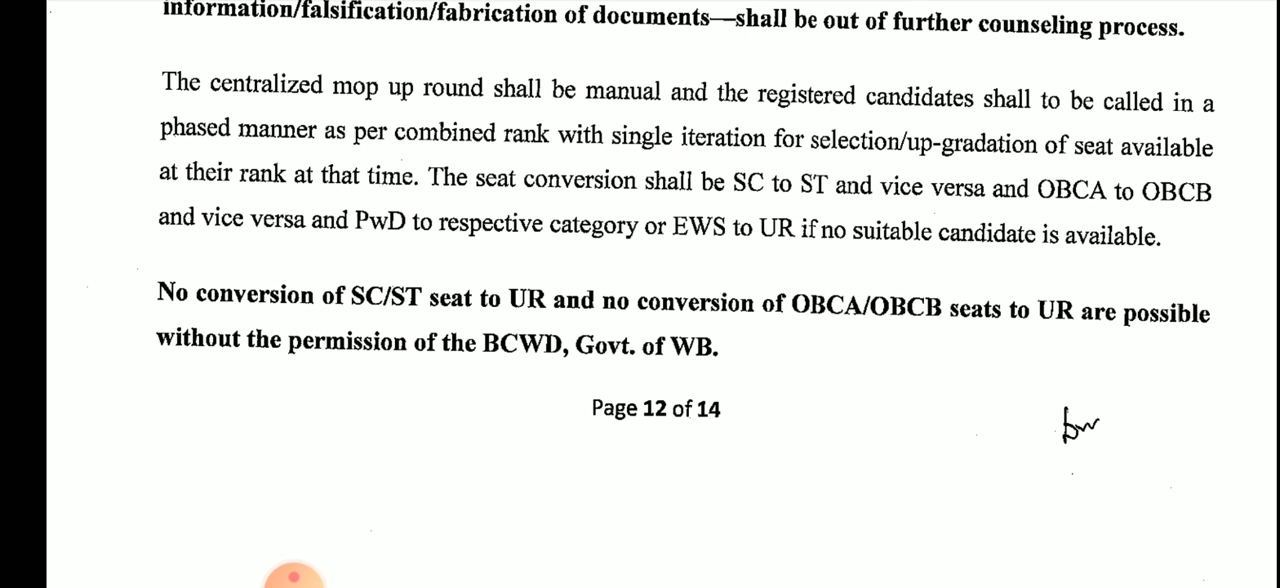 information/falsification/fabrication of documents—shall be out of further counseling process.
The centralized mop up round shall be manual and the registered candidates shall to be called in a
phased manner as per combined rank with single iteration for selection/up-gradation of seat available
at their rank at that time. The seat conversion shall be SC to ST and vice versa and OBCA to OBCB
and vice versa and PwD to respective category or EWS to UR if no suitable candidate is available.
No conversion of SC/ST seat to UR and no conversion of OBCA/OBCB seats to UR are possible
without the permission of the BCWD, Govt. of WB.
Page 12 of 14